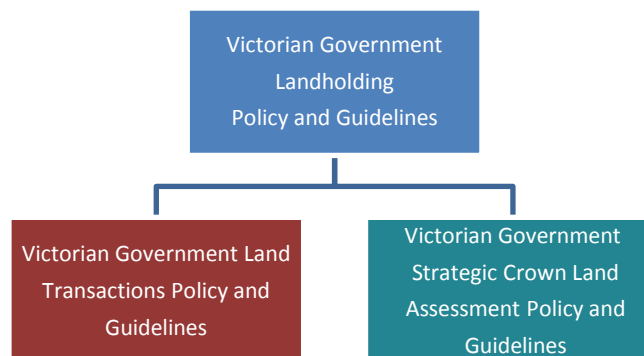 Victorian Government
Landholding
Policy and Guidelines
Victorian Government Land
Transactions Policy and
Guidelines
Victorian Government
Strategic Crown Land
Assessment Policy and
Guidelines